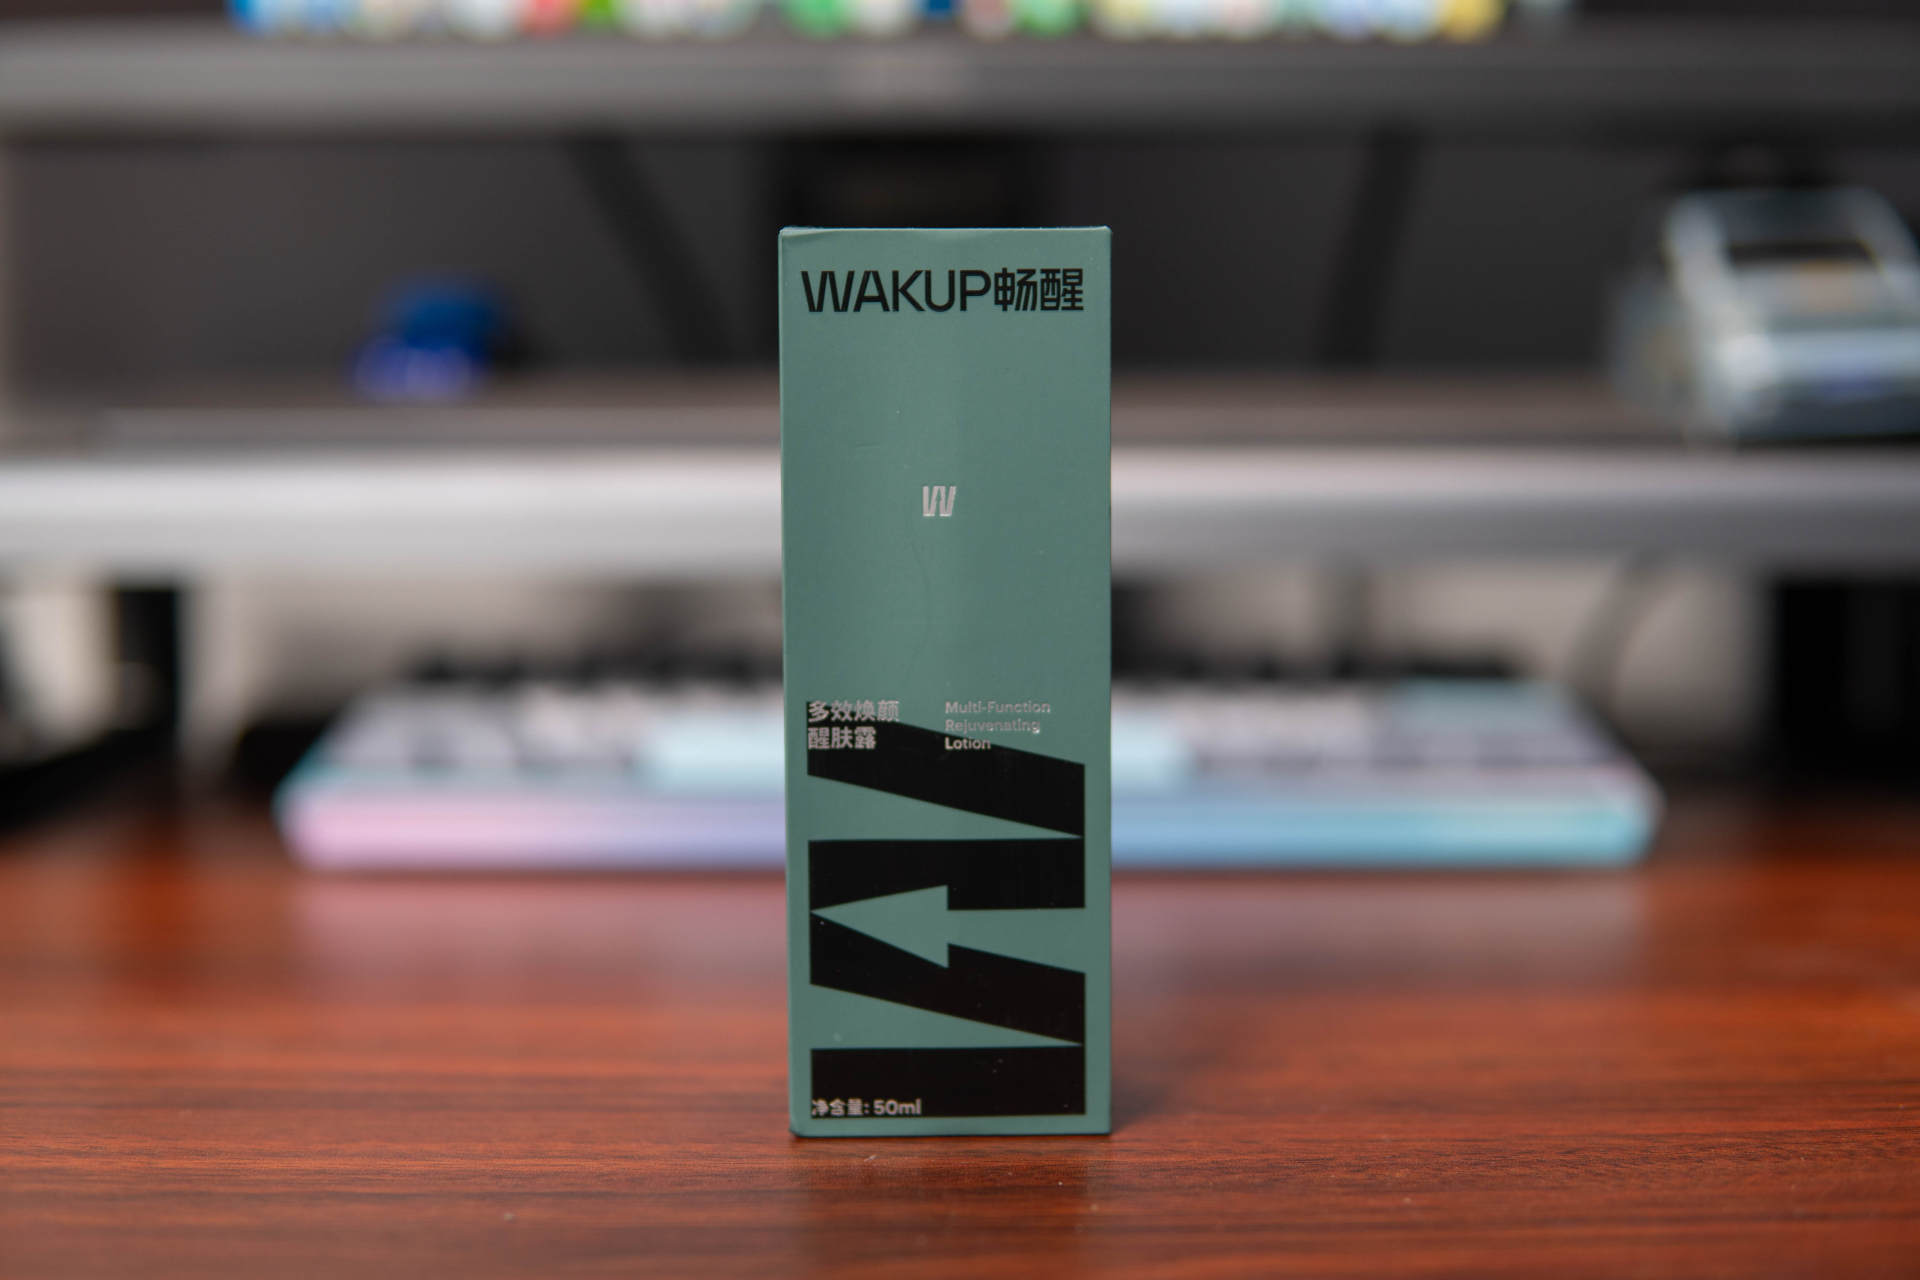 WAKUP畅醒
W
多效焕颜
醒肤露
Multi-Function
Rejuvenating
Lotion
净含量: 50ml